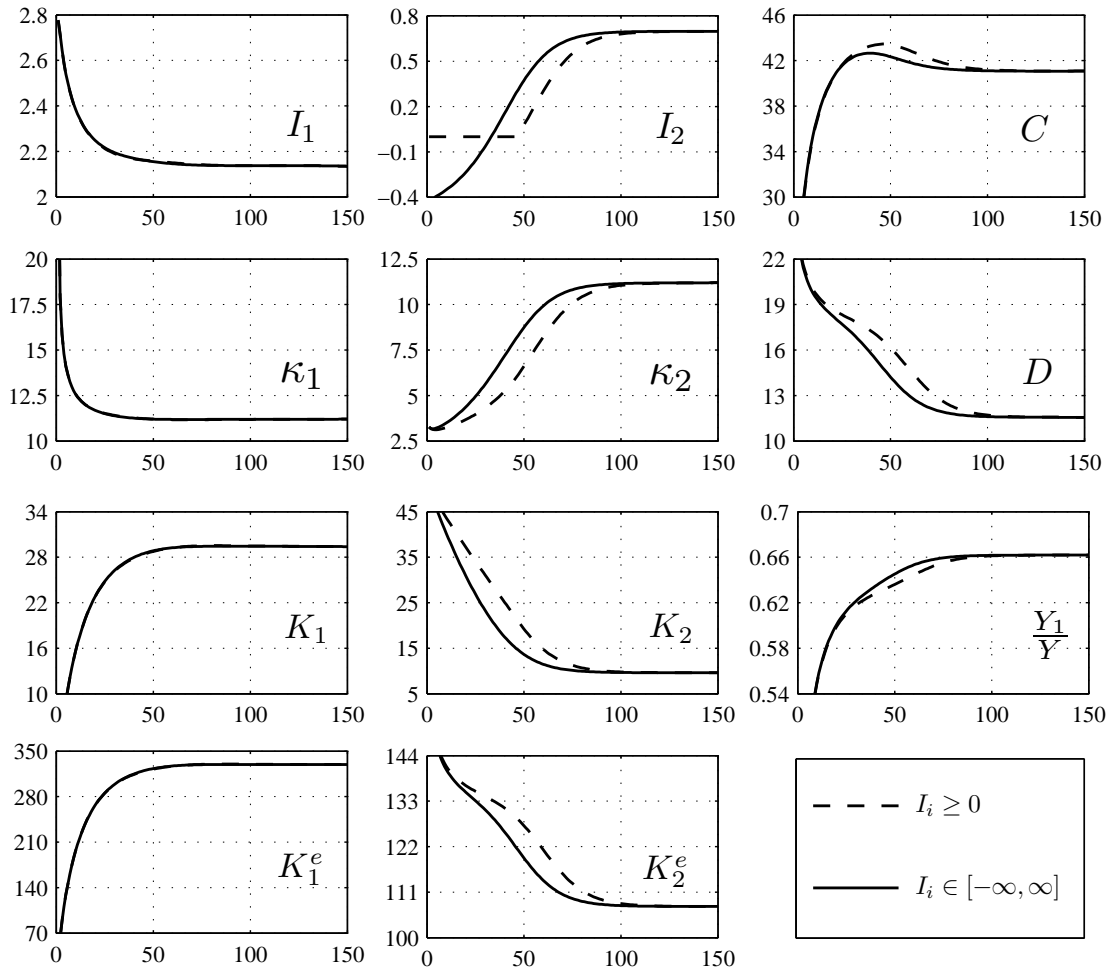 2.8
2.6
2.4
2.2
2
I₁
0 50 100 150
0.8
0.5
0.2
−0.1
−0.4
I₂
0 50 100 150
46
42
38
34
30
C
0 50 100 150
20
17.5
15
12.5
10
κ₁
0 50 100 150
12.5
10
7.5
5
2.5
κ₂
0 50 100 150
22
19
16
13
10
D
0 50 100 150
34
28
22
16
10
K₁
0 50 100 150
45
35
25
15
5
K₂
0 50 100 150
0.7
0.66
0.62
0.58
0.54
Y₁
Y
0 50 100 150
350
280
210
140
70
K₁ᵉ
0 50 100 150
144
133
122
111
100
K₂ᵉ
0 50 100 150
Iᵢ ≥ 0
Iᵢ ∈ [−∞, ∞]